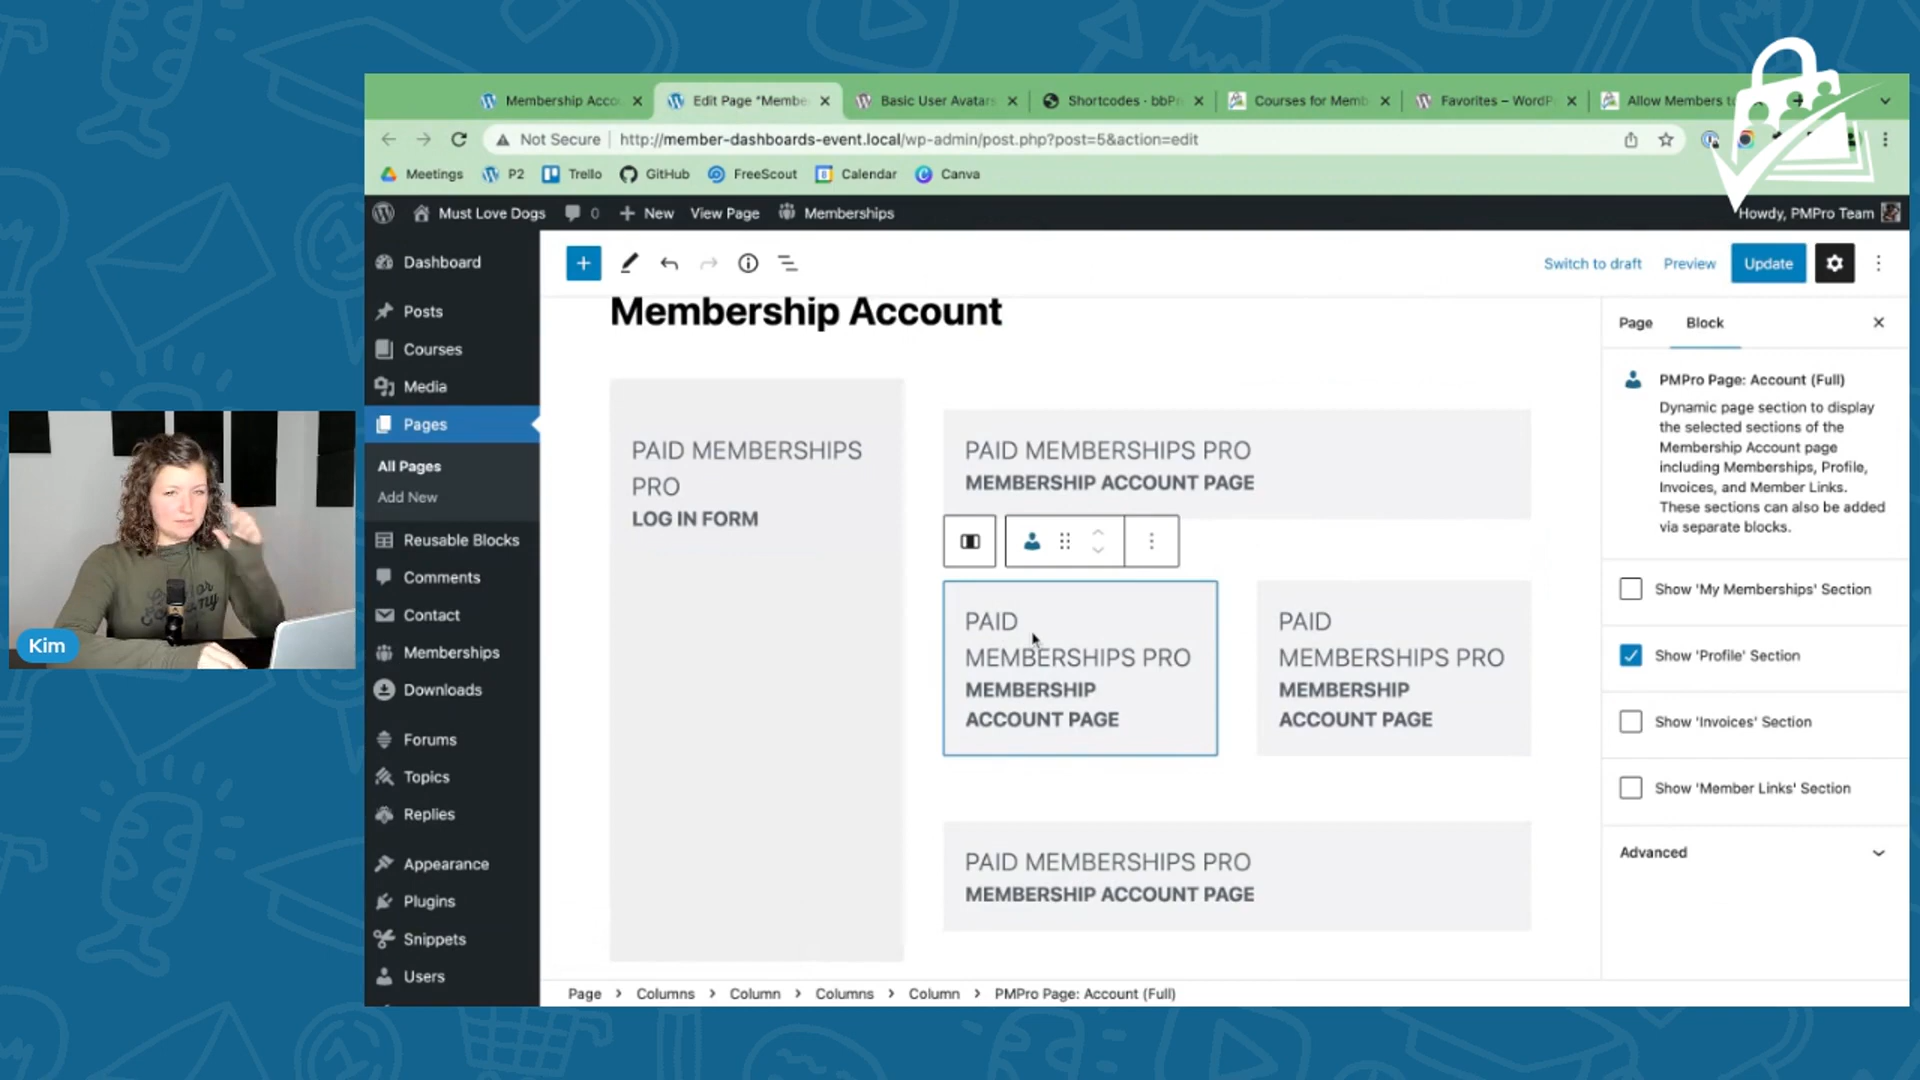 Membership Acco
Edit Page "Membe
Basic User Avatars
Shortcodes · bbPr
Courses for Memb
Favorites – WordP
Allow Members to
Not Secure
http://member-dashboards-event.local/wp-admin/post.php?post=5&action=edit
Meetings
P2
Trello
GitHub
FreeScout
Calendar
Canva
Must Love Dogs
0
New
View Page
Memberships
Howdy, PMPro Team
Dashboard
Posts
Courses
Media
Pages
All Pages
Add New
Reusable Blocks
Comments
Contact
Memberships
Downloads
Forums
Topics
Replies
Appearance
Plugins
Snippets
Users
Switch to draft
Preview
Update
Membership Account
PAID MEMBERSHIPS
PRO
LOG IN FORM
PAID MEMBERSHIPS PRO
MEMBERSHIP ACCOUNT PAGE
PAID
MEMBERSHIPS PRO
MEMBERSHIP
ACCOUNT PAGE
PAID
MEMBERSHIPS PRO
MEMBERSHIP
ACCOUNT PAGE
PAID MEMBERSHIPS PRO
MEMBERSHIP ACCOUNT PAGE
Page
Block
PMPro Page: Account (Full)
Dynamic page section to display
the selected sections of the
Membership Account page
including Memberships, Profile,
Invoices, and Member Links.
These sections can also be added
via separate blocks.
Show 'My Memberships' Section
Show 'Profile' Section
Show 'Invoices' Section
Show 'Member Links' Section
Advanced
Page > Columns > Column > Columns > Column > PMPro Page: Account (Full)
Kim